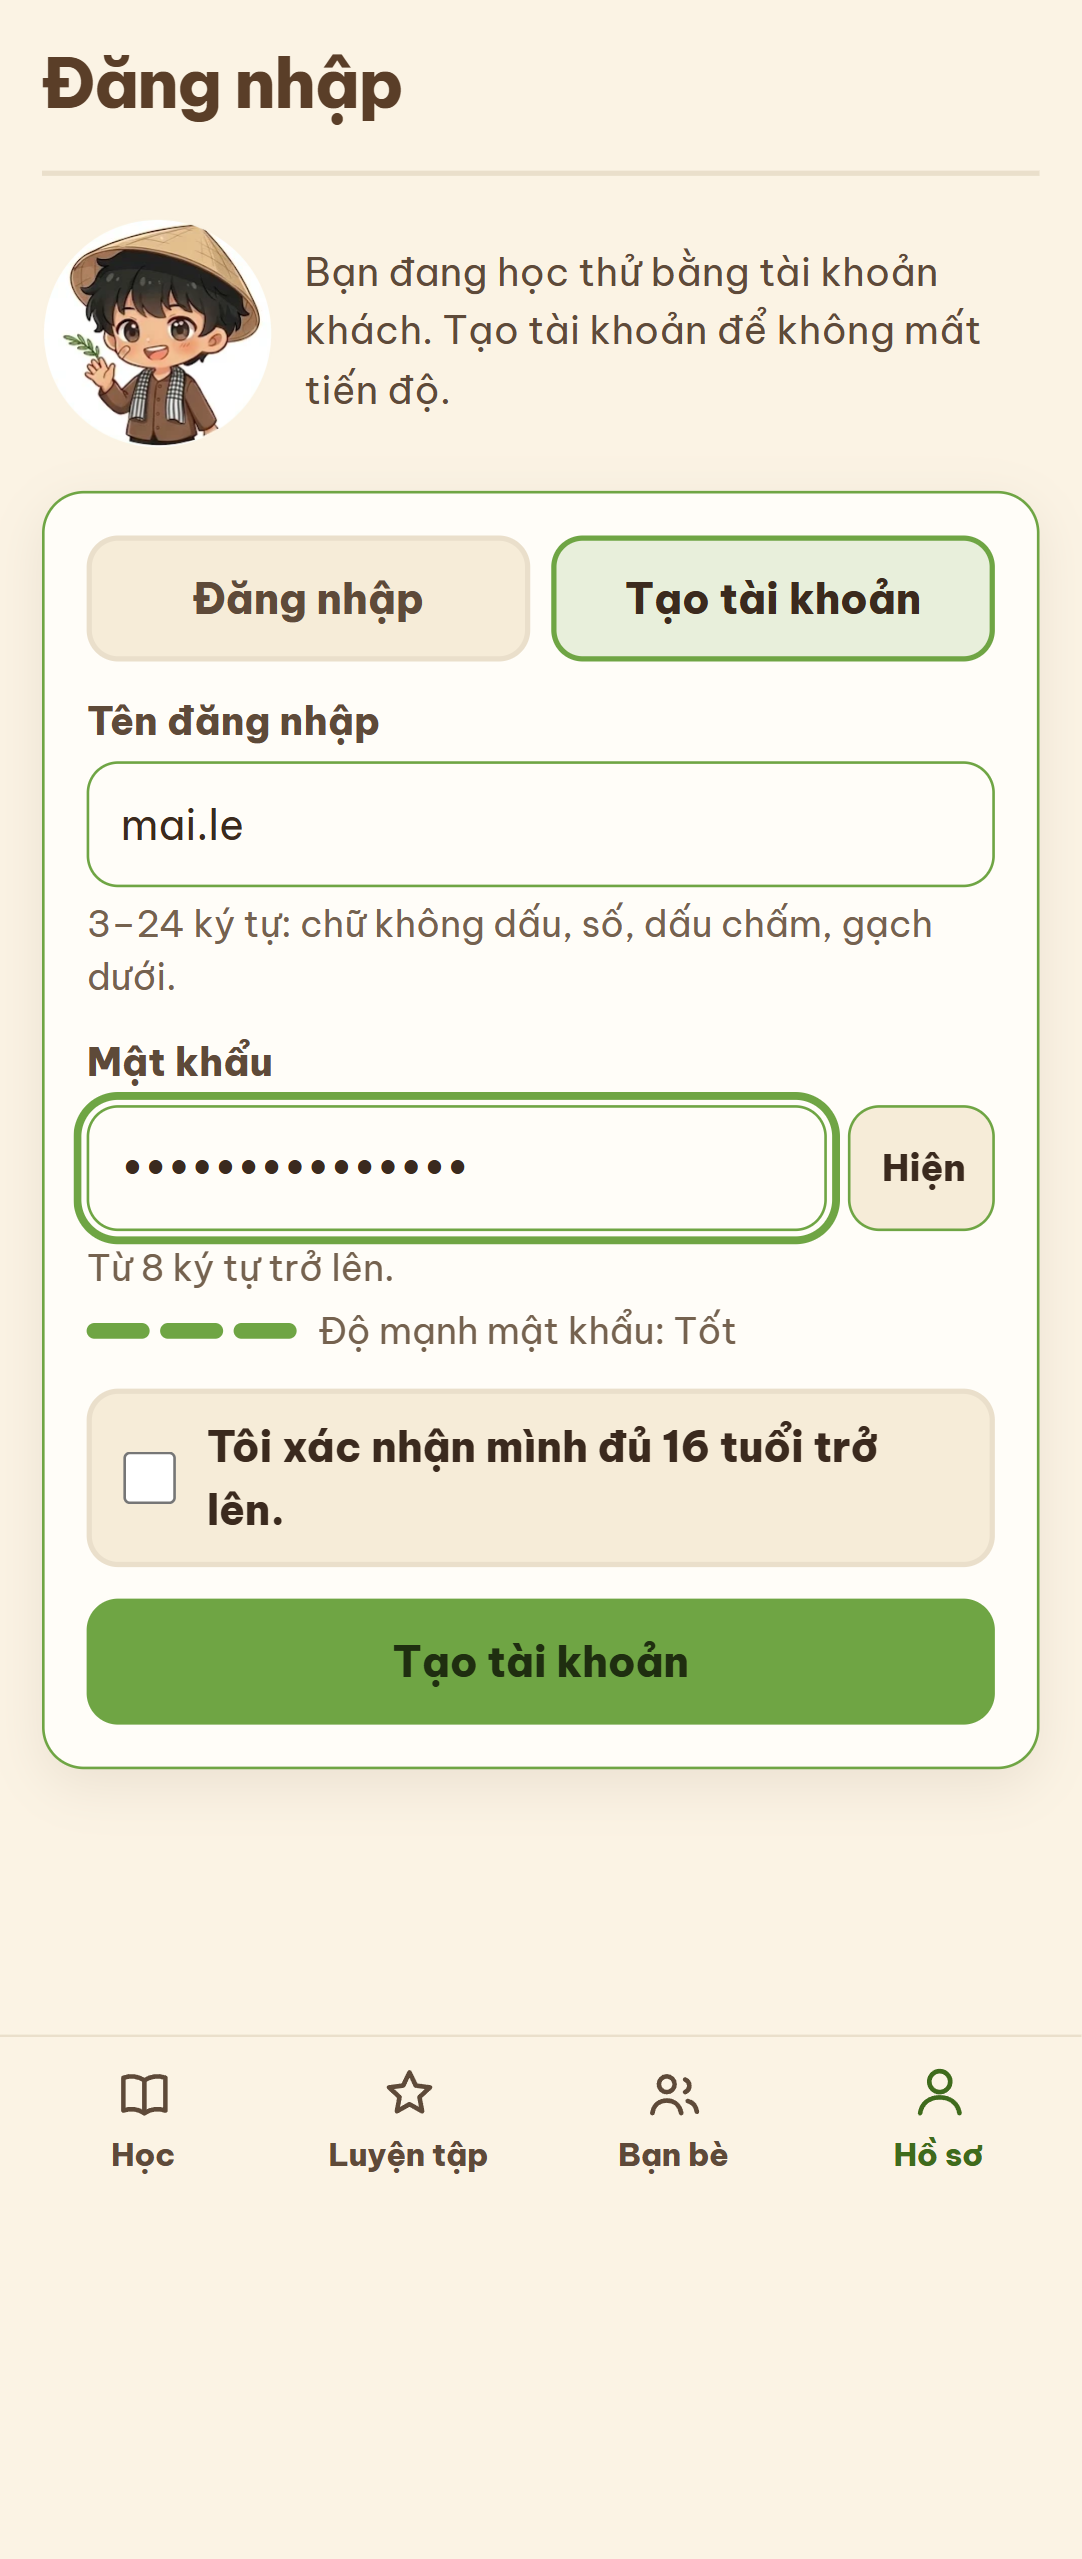 Đăng nhập
Bạn đang học thử bằng tài khoản
khách. Tạo tài khoản để không mất
tiến độ.
Đăng nhập
Tạo tài khoản
Tên đăng nhập
mai.le
3–24 ký tự: chữ không dấu, số, dấu chấm, gạch
dưới.
Mật khẩu
•••••••••••••••
Hiện
Từ 8 ký tự trở lên.
Độ mạnh mật khẩu: Tốt
Tôi xác nhận mình đủ 16 tuổi trở
lên.
Tạo tài khoản
Học
Luyện tập
Bạn bè
Hồ sơ